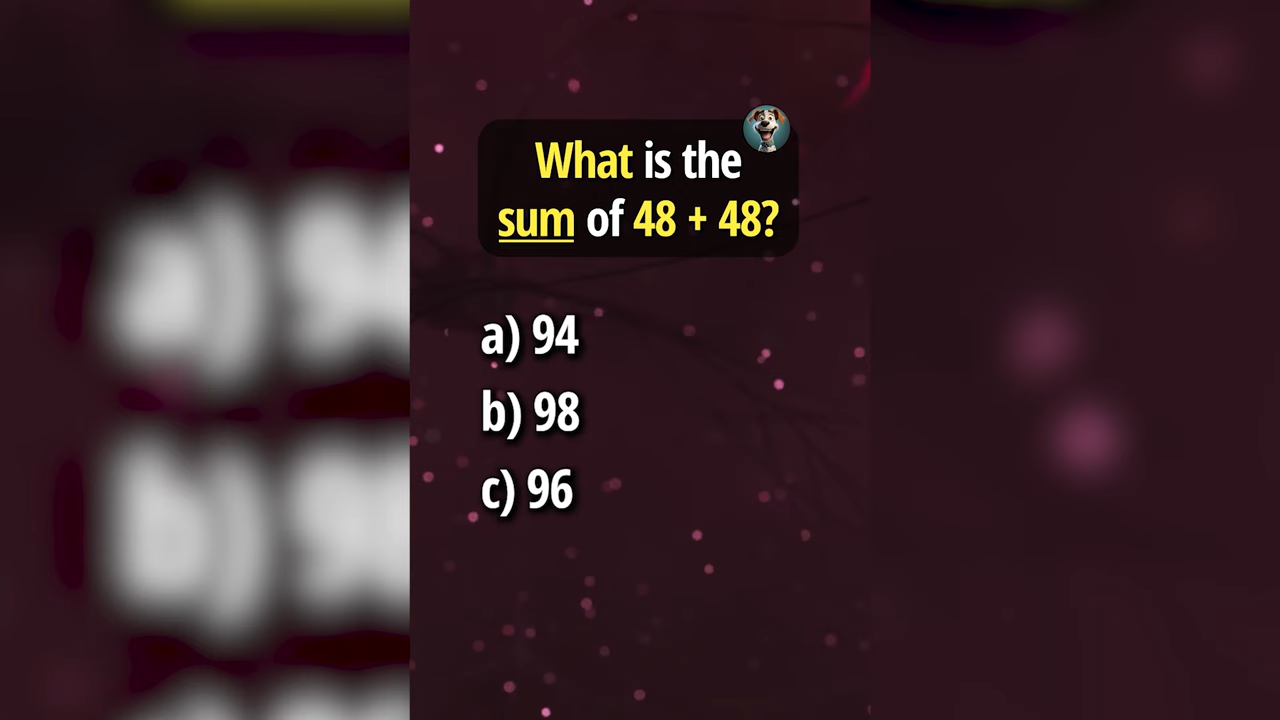 What is the
sum of 48 + 48?
a) 94
b) 98
c) 96